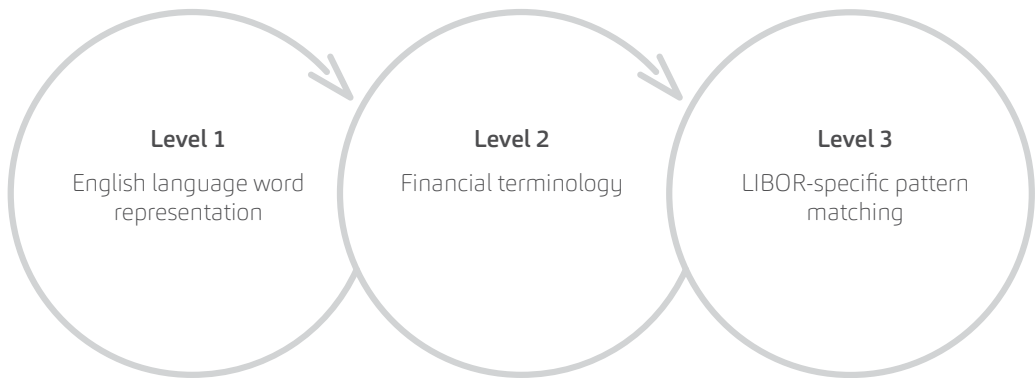 Level 1
English language word
representation
Level 2
Financial terminology
Level 3
LIBOR-specific pattern
matching